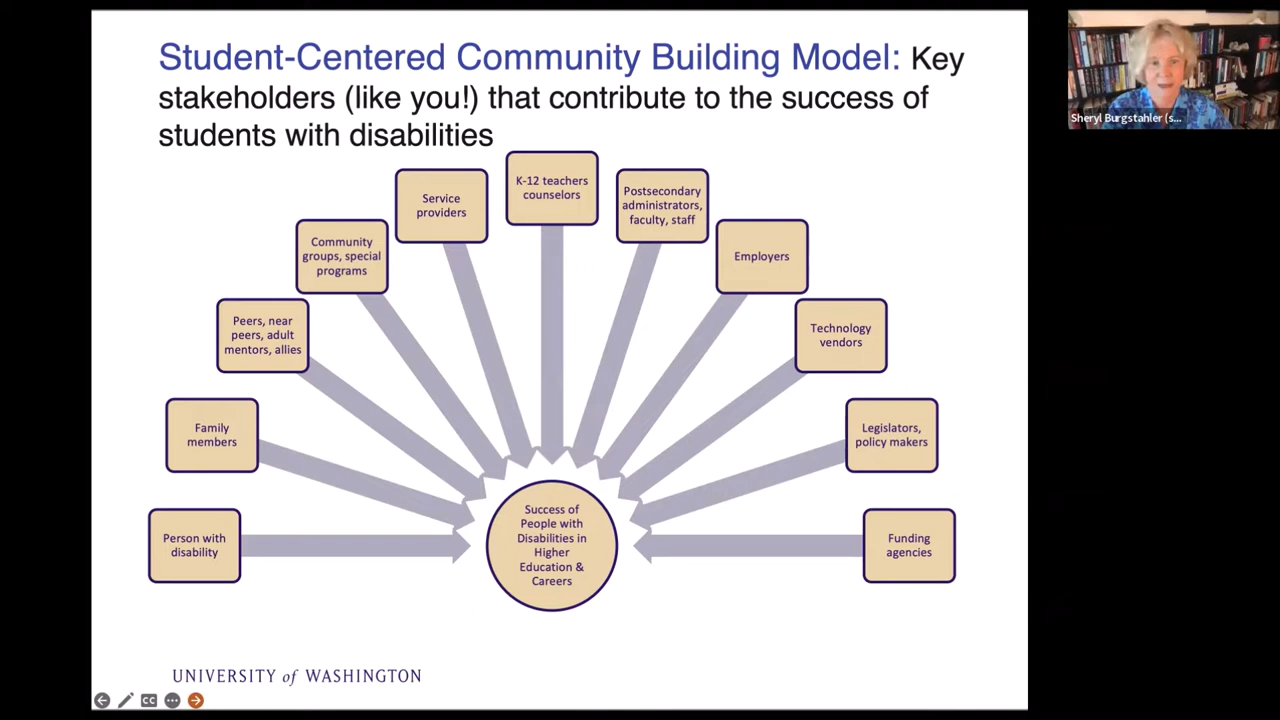 Student-Centered Community Building Model: Key
stakeholders (like you!) that contribute to the success of
students with disabilities
Sheryl Burgstahler (s...
K-12 teachers
counselors
Service
providers
Postsecondary
administrators,
faculty, staff
Community
groups, special
programs
Employers
Peers, near
peers, adult
mentors, allies
Technology
vendors
Family
members
Legislators,
policy makers
Person with
disability
Success of
People with
Disabilities in
Higher
Education &
Careers
Funding
agencies
UNIVERSITY of WASHINGTON
CC